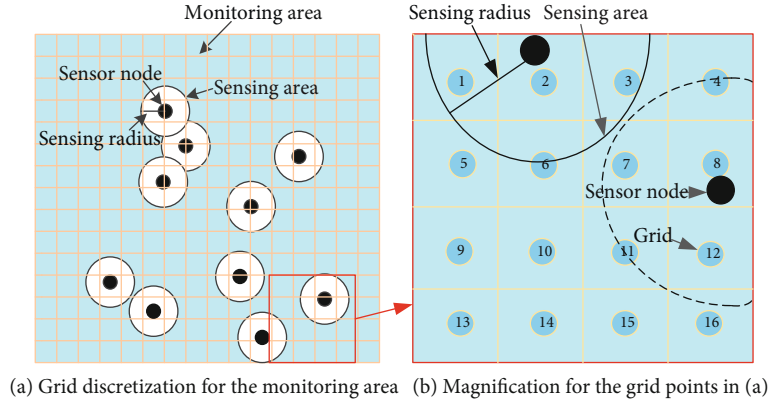 Monitoring area
Sensor node
Sensing area
Sensing radius
(a) Grid discretization for the monitoring area
Sensing radius
Sensing area
1
2
3
4
5
6
7
8
Sensor node
Grid
9
10
11
12
13
14
15
16
(b) Magnification for the grid points in (a)